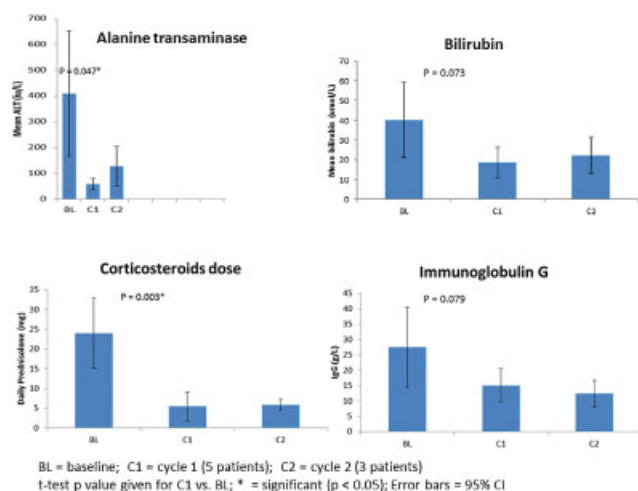 Alanine transaminase
Mean ALT (iu/L)
700
600
500
400
300
200
100
0
P = 0.047*
BL C1 C2
Bilirubin
Mean bilirubin (umol/L)
70
60
50
40
30
20
10
0
P = 0.073
BL C1 C2
Corticosteroids dose
Daily Prednisolone (mg)
35
30
25
20
15
10
5
0
P = 0.003*
BL C1 C2
Immunoglobulin G
IgG (g/L)
45
40
35
30
25
20
15
10
5
0
P = 0.079
BL C1 C2
BL = baseline; C1 = cycle 1 (5 patients); C2 = cycle 2 (3 patients)
t-test p value given for C1 vs. BL; * = significant (p < 0.05); Error bars = 95% CI